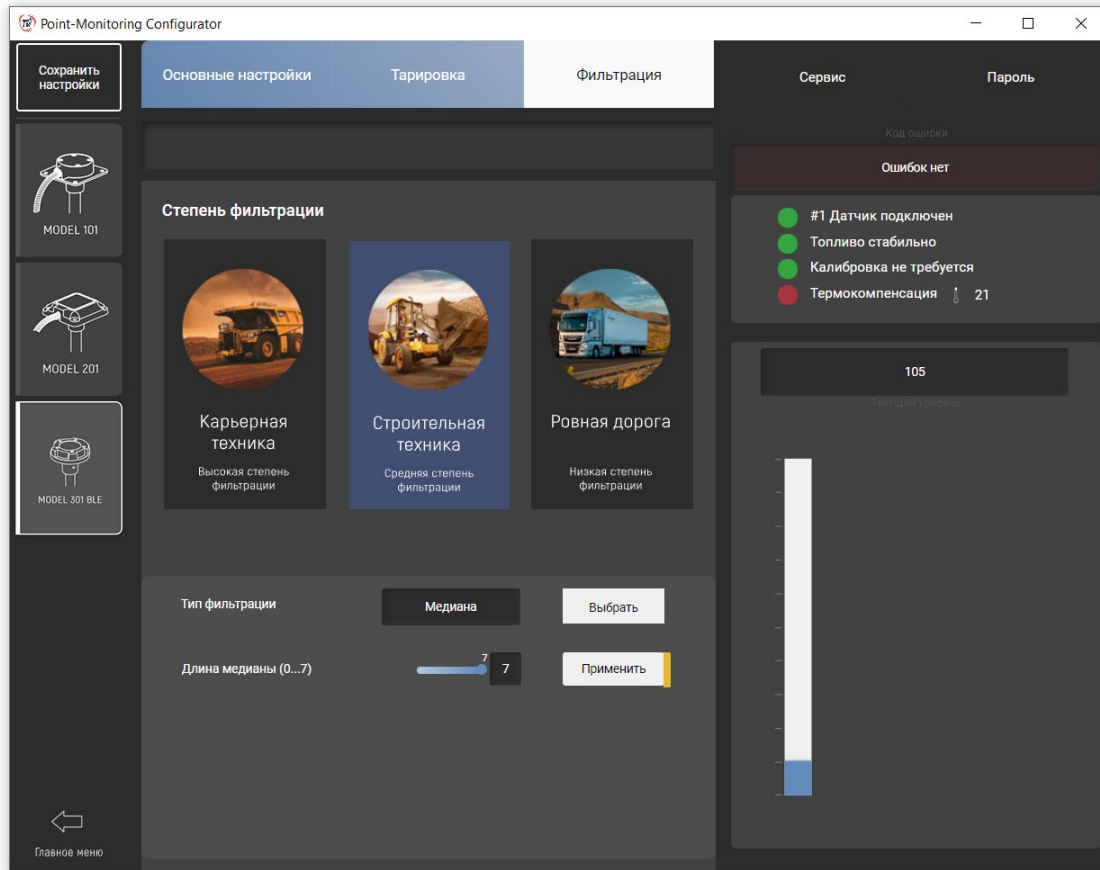 Point-Monitoring Configurator
Сохранить
настройки
Основные настройки
Тарировка
Фильтрация
Сервис
Пароль
Код ошибки
Ошибок нет
MODEL 101
MODEL 201
MODEL 301 BLE
Степень фильтрации
Карьерная
техника
Высокая степень
фильтрации
Строительная
техника
Средняя степень
фильтрации
Ровная дорога
Низкая степень
фильтрации
#1 Датчик подключен
Топливо стабильно
Калибровка не требуется
Термокомпенсация 21
105
Текущий уровень
Тип фильтрации
Медиана
Выбрать
Длина медианы (0...7)
7
7
Применить
Главное меню